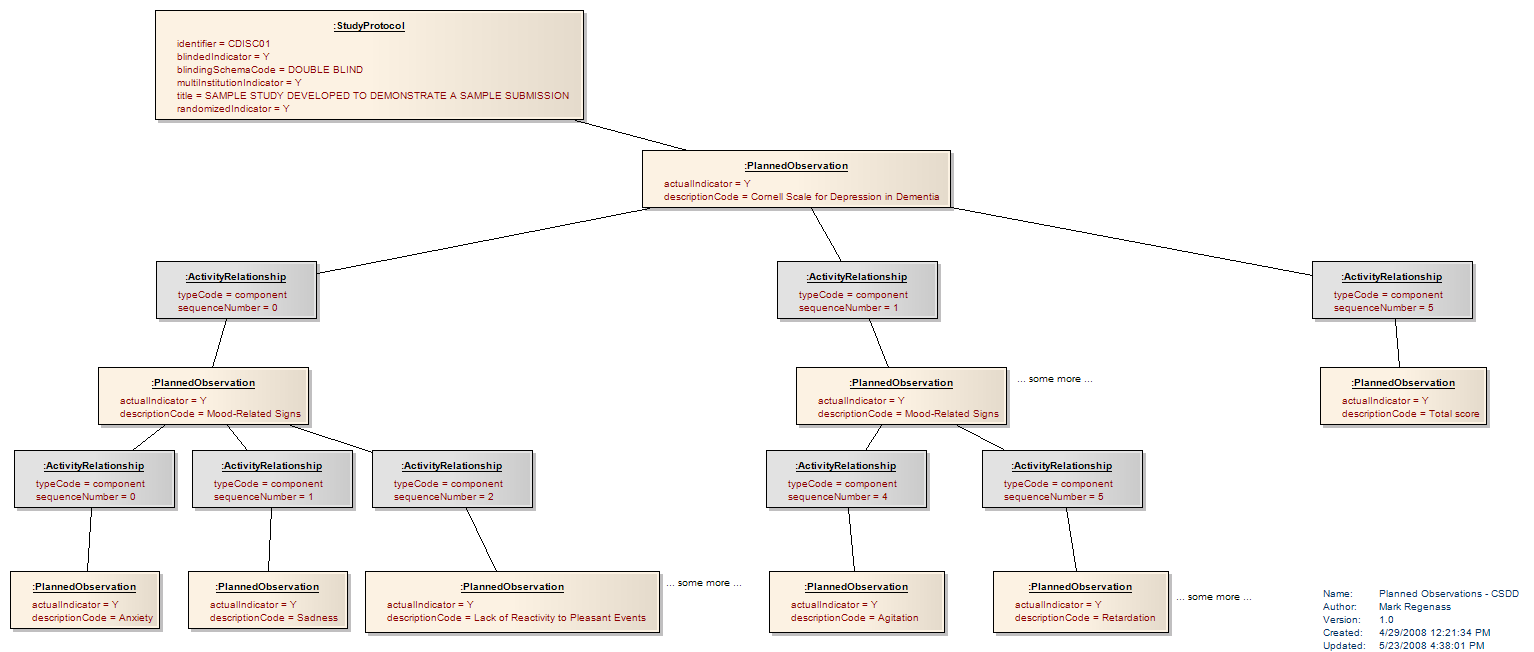 :StudyProtocol
identifier = CDISC01
blindedIndicator = Y
blindingSchemaCode = DOUBLE BLIND
multiInstitutionIndicator = Y
title = SAMPLE STUDY DEVELOPED TO DEMONSTRATE A SAMPLE SUBMISSION
randomizedIndicator = Y
:PlannedObservation
actualIndicator = Y
descriptionCode = Cornell Scale for Depression in Dementia
:ActivityRelationship
typeCode = component
sequenceNumber = 0
:ActivityRelationship
typeCode = component
sequenceNumber = 1
:ActivityRelationship
typeCode = component
sequenceNumber = 5
:PlannedObservation
actualIndicator = Y
descriptionCode = Mood-Related Signs
:PlannedObservation
actualIndicator = Y
descriptionCode = Mood-Related Signs
... some more ...
:PlannedObservation
actualIndicator = Y
descriptionCode = Total score
:ActivityRelationship
typeCode = component
sequenceNumber = 0
:ActivityRelationship
typeCode = component
sequenceNumber = 1
:ActivityRelationship
typeCode = component
sequenceNumber = 2
:ActivityRelationship
typeCode = component
sequenceNumber = 4
:ActivityRelationship
typeCode = component
sequenceNumber = 5
:PlannedObservation
actualIndicator = Y
descriptionCode = Anxiety
:PlannedObservation
actualIndicator = Y
descriptionCode = Sadness
:PlannedObservation
actualIndicator = Y
descriptionCode = Lack of Reactivity to Pleasant Events
... some more ...
:PlannedObservation
actualIndicator = Y
descriptionCode = Agitation
:PlannedObservation
actualIndicator = Y
descriptionCode = Retardation
... some more ...
Name: Planned Observations - CSDD
Author: Mark Regenass
Version: 1.0
Created: 4/29/2008 12:21:34 PM
Updated: 5/23/2008 4:38:01 PM